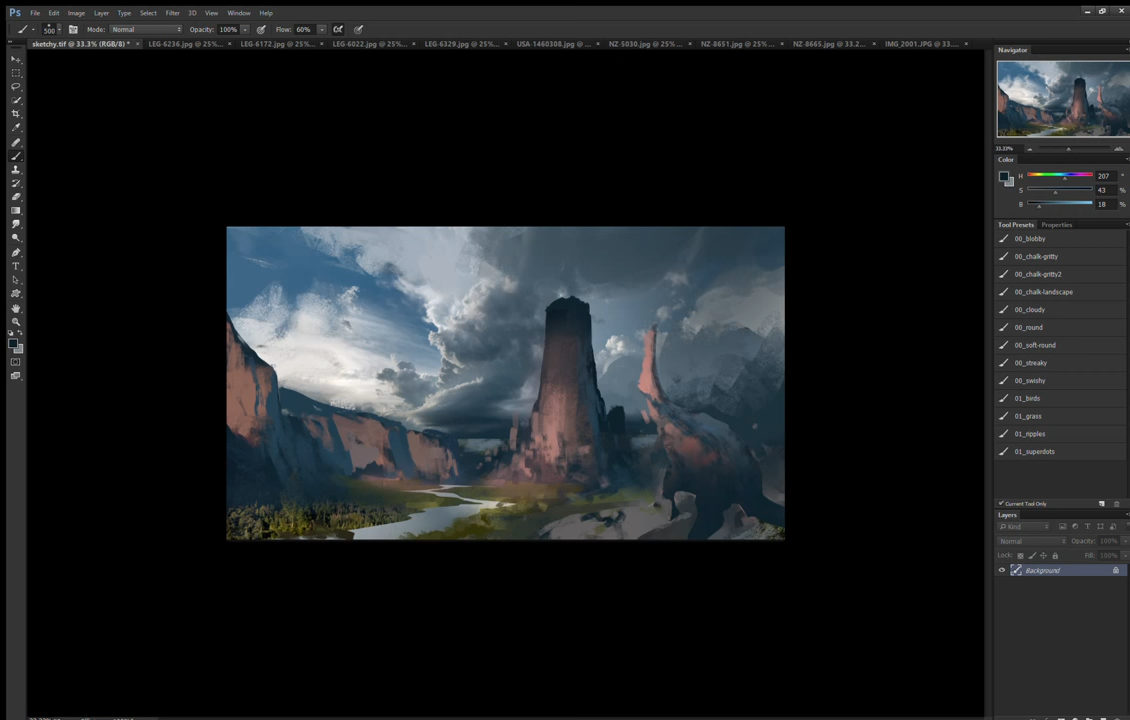 Ps File Edit Image Layer Type Select Filter 3D View Window Help
500 Mode: Normal Opacity: 100% Flow: 60%
sketchy.tif @ 33.3% (RGB/8) * × LEG-6236.jpg @ 25%... × LEG-6172.jpg @ 25%... × LEG-6022.jpg @ 25%... × LEG-6329.jpg @ 25%... × USA-1460308.jpg @ ... × NZ-5030.jpg @ 25%... × NZ-8651.jpg @ 25%... × NZ-8665.jpg @ 33.2... × IMG_2001.JPG @ 33.... ×
Navigator
33.33%
Color
H 207 °
S 43 %
B 18 %
Tool Presets Properties
00_blobby
00_chalk-gritty
00_chalk-gritty2
00_chalk-landscape
00_cloudy
00_round
00_soft-round
00_streaky
00_swishy
01_birds
01_grass
01_ripples
01_superdots
Current Tool Only
Layers
Kind
Normal Opacity: 100%
Lock: Fill: 100%
Background